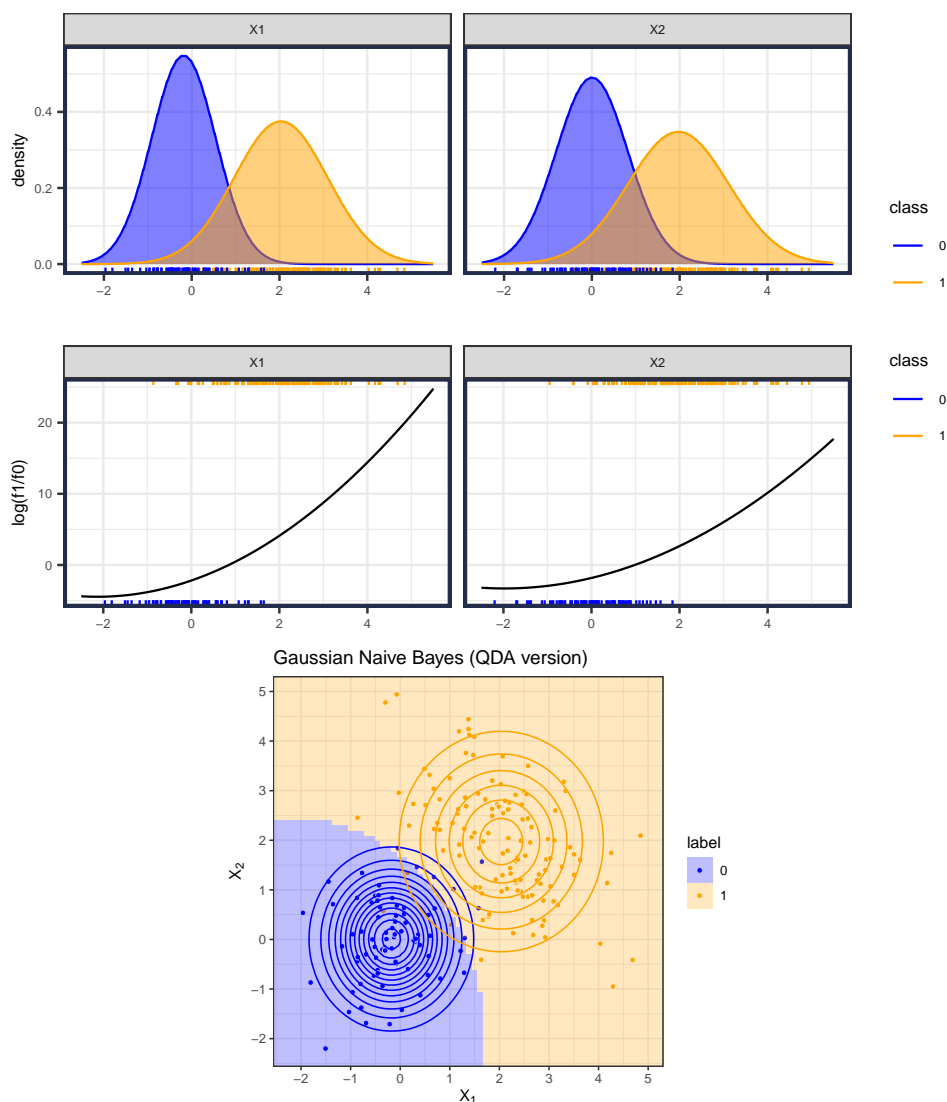 X1 X2
0.4
0.2
0.0
density
−2 0 2 4 −2 0 2 4
class
0
1
X1 X2
20
10
0
log(f1/f0)
−2 0 2 4 −2 0 2 4
class
0
1
Gaussian Naive Bayes (QDA version)
5
4
3
2
1
0
−1
−2
X2
−2 −1 0 1 2 3 4 5
X1
label
0
1